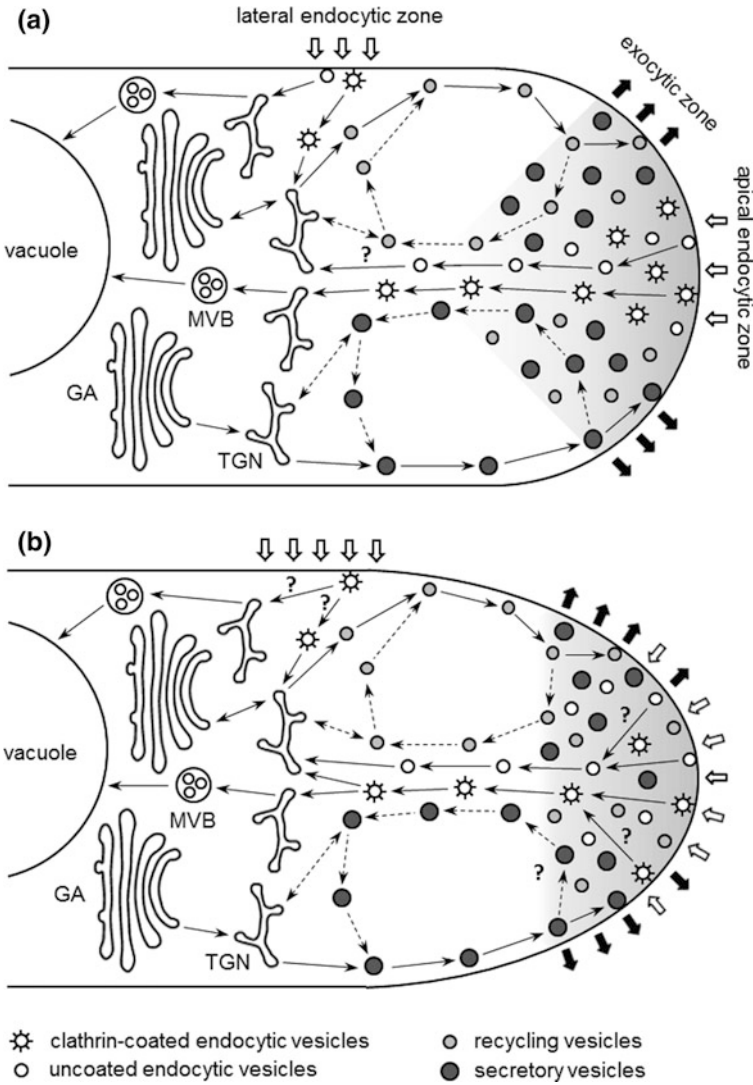 (a)
lateral endocytic zone
exocytic zone
apical endocytic zone
vacuole
?
MVB
GA
TGN
(b)
?
?
?
vacuole
MVB
?
?
GA
TGN
clathrin-coated endocytic vesicles
recycling vesicles
uncoated endocytic vesicles
secretory vesicles